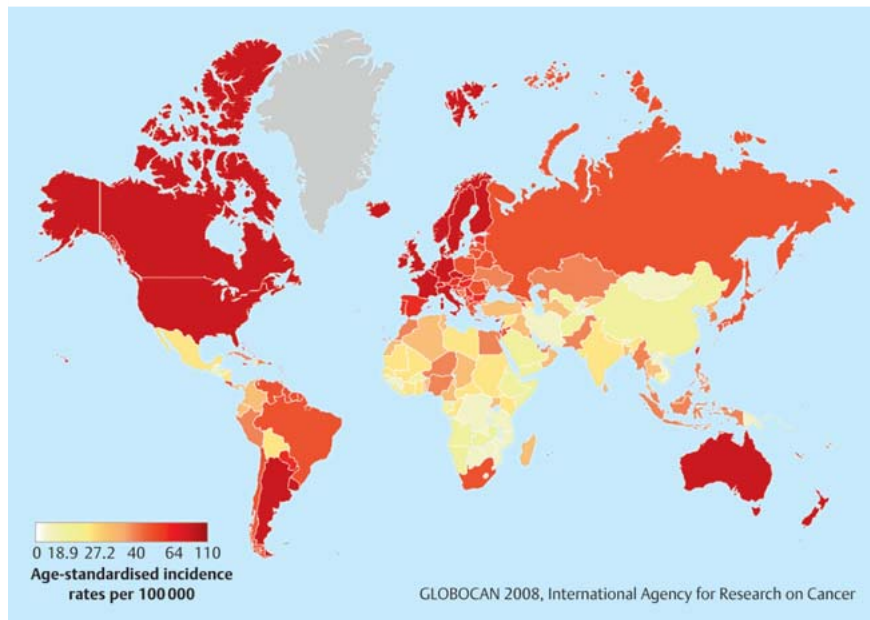 0 18.9 27.2 40 64 110
Age-standardised incidence
rates per 100 000
GLOBOCAN 2008, International Agency for Research on Cancer